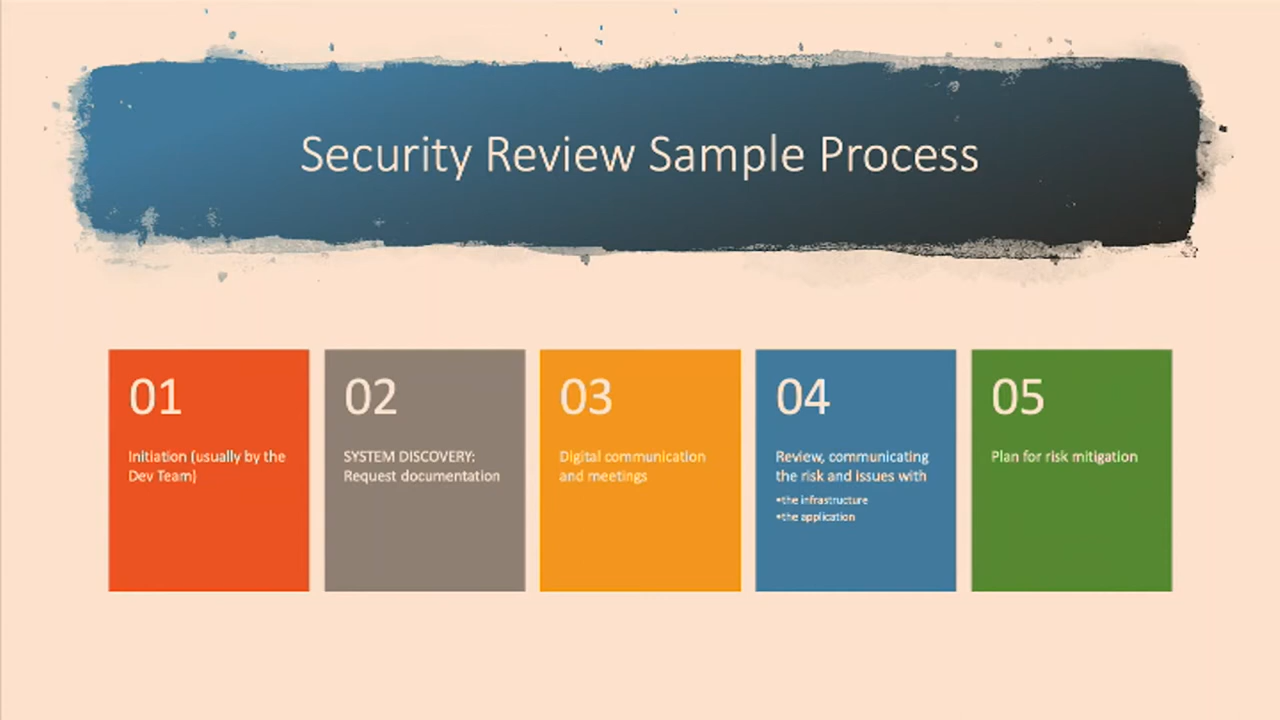 Security Review Sample Process
01
Initiation (usually by the
Dev Team)
02
SYSTEM DISCOVERY:
Request documentation
03
Digital communication
and meetings
04
Review, communicating
the risk and issues with
•the infrastructure
•the application
05
Plan for risk mitigation